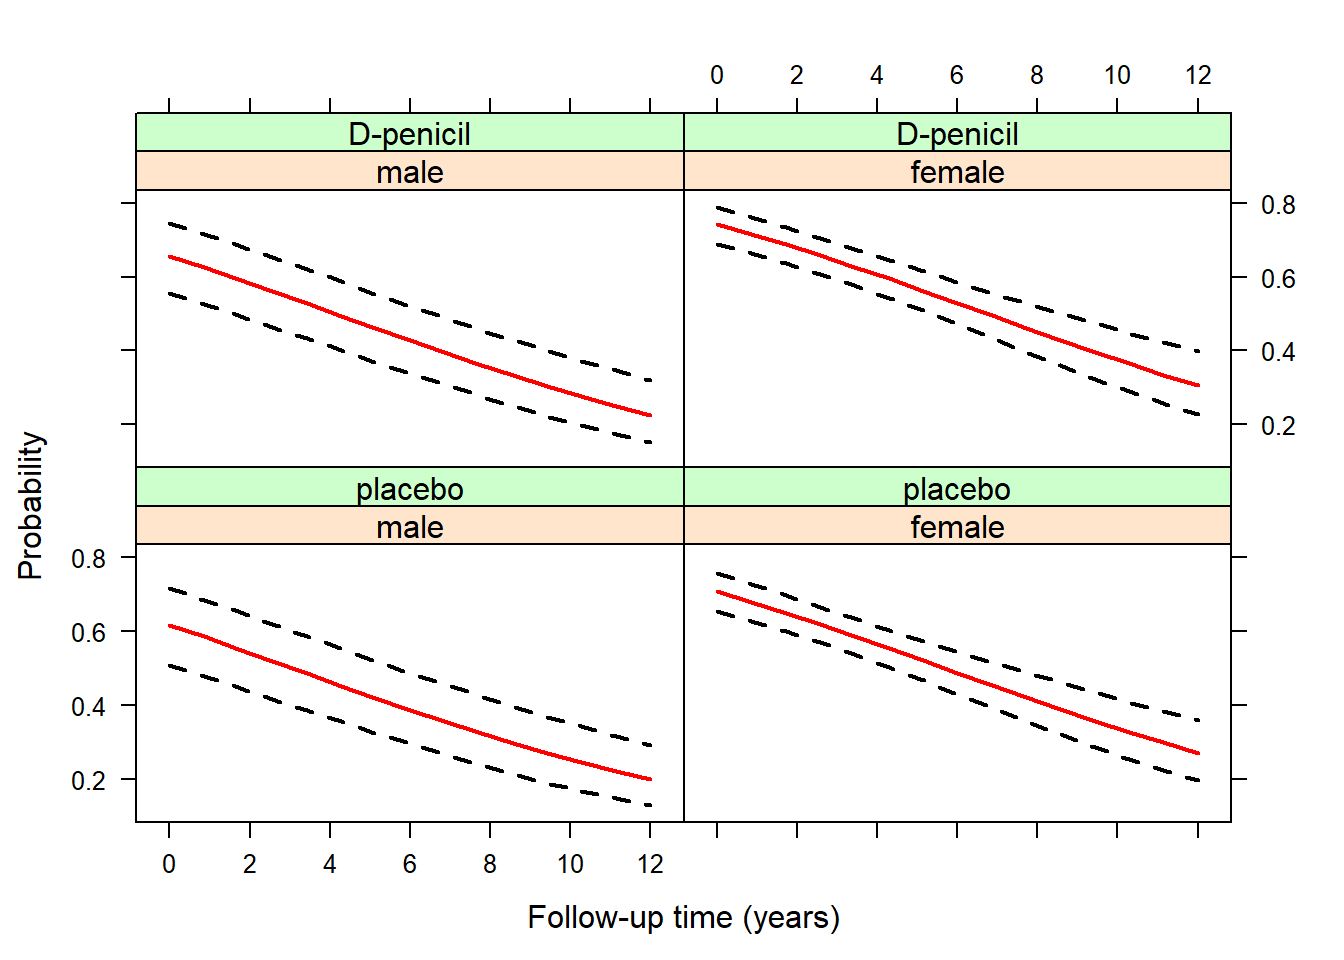 0 2 4 6 8 10 12
D-penicil D-penicil
male female
0.8
0.6
0.4
0.2
placebo placebo
male female
0.8
0.6
0.4
0.2
0 2 4 6 8 10 12
Follow-up time (years)
Probability